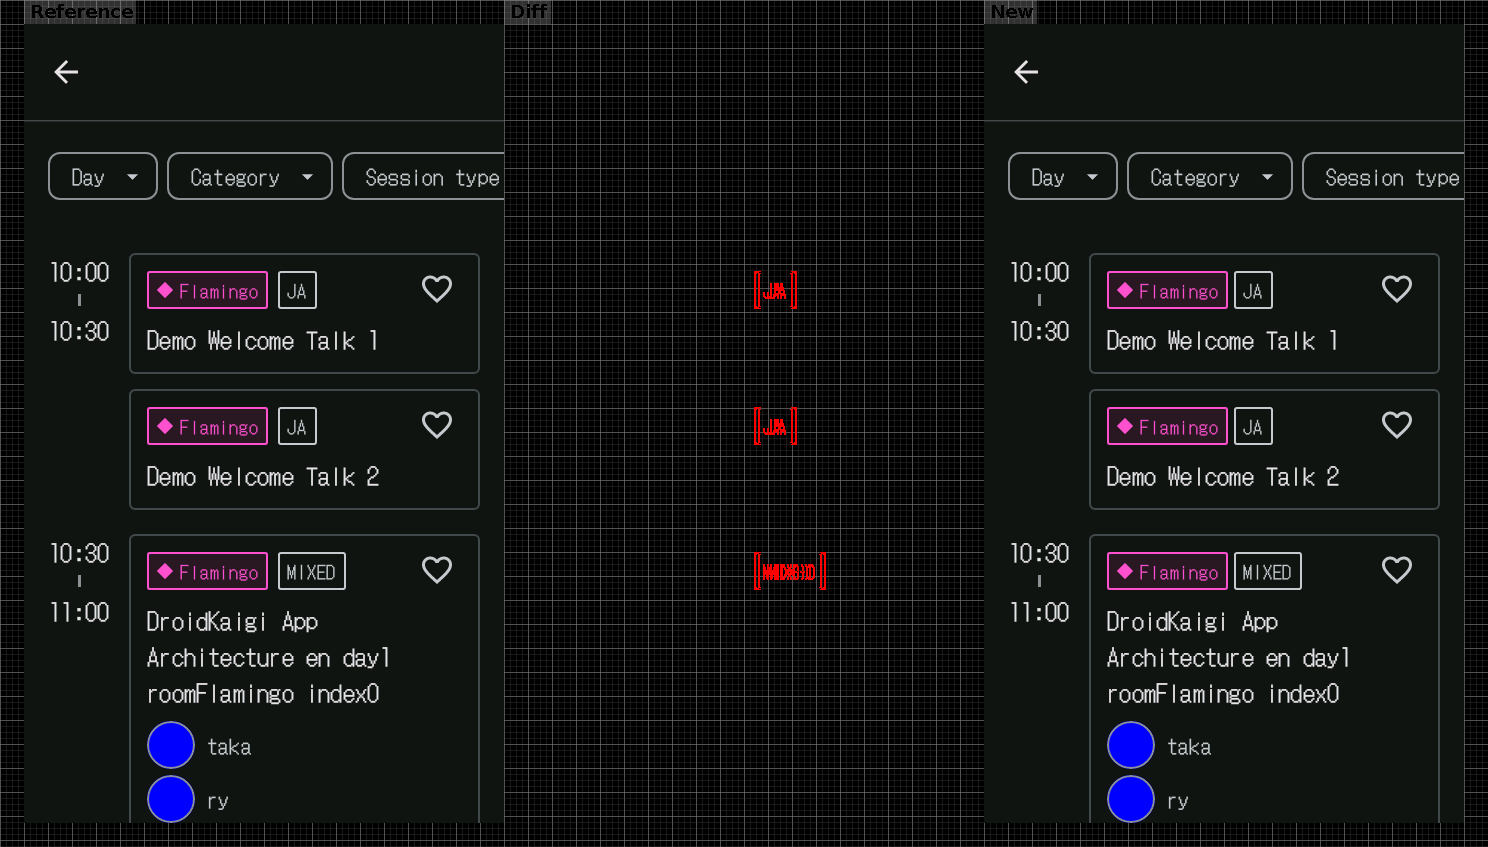 Reference
Diff
New
Day
Category
Session type
10:00
10:30
Flamingo JA
Demo Welcome Talk 1
Flamingo JA
Demo Welcome Talk 2
10:30
11:00
Flamingo MIXED
DroidKaigi App
Architecture en day1
roomFlamingo index0
taka
ry
Day
Category
Session type
10:00
10:30
Flamingo JA
Demo Welcome Talk 1
Flamingo JA
Demo Welcome Talk 2
10:30
11:00
Flamingo MIXED
DroidKaigi App
Architecture en day1
roomFlamingo index0
taka
ry